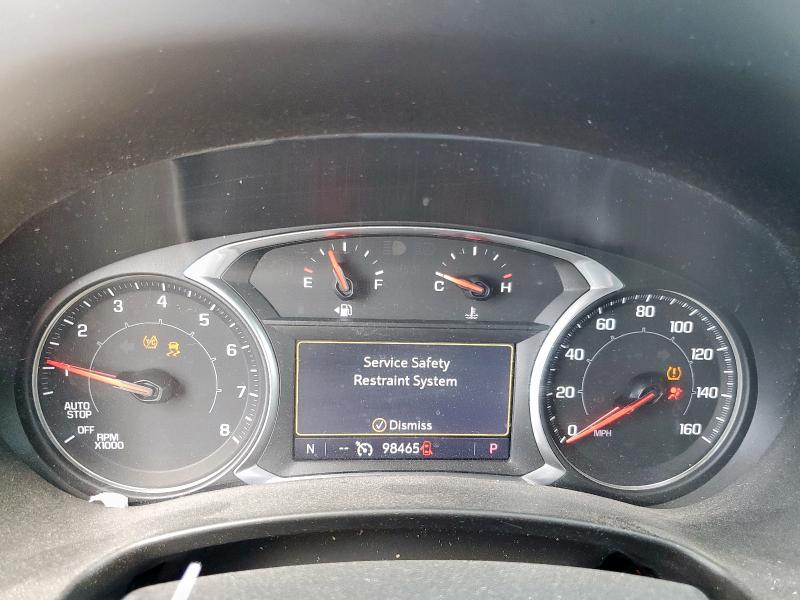 E F
C H
1 2 3 4 5 6 7 8
AUTO
STOP
OFF
RPM
X1000
Service Safety
Restraint System
Dismiss
N -- 98465 P
0 20 40 60 80 100 120 140 160
MPH